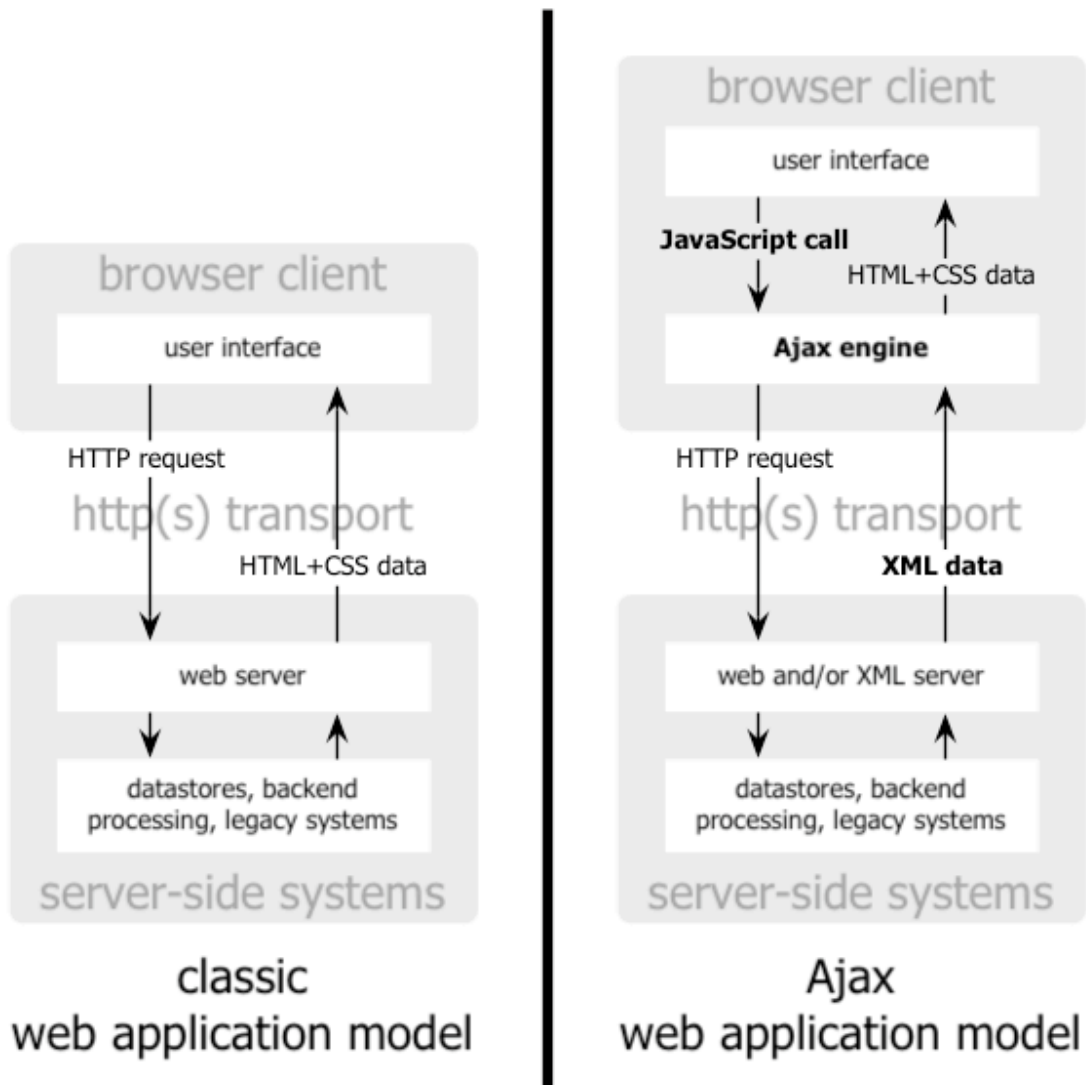 browser client
user interface
HTTP request
http(s) transport
HTML+CSS data
web server
datastores, backend
processing, legacy systems
server-side systems
classic
web application model
browser client
user interface
JavaScript call
HTML+CSS data
Ajax engine
HTTP request
http(s) transport
XML data
web and/or XML server
datastores, backend
processing, legacy systems
server-side systems
Ajax
web application model